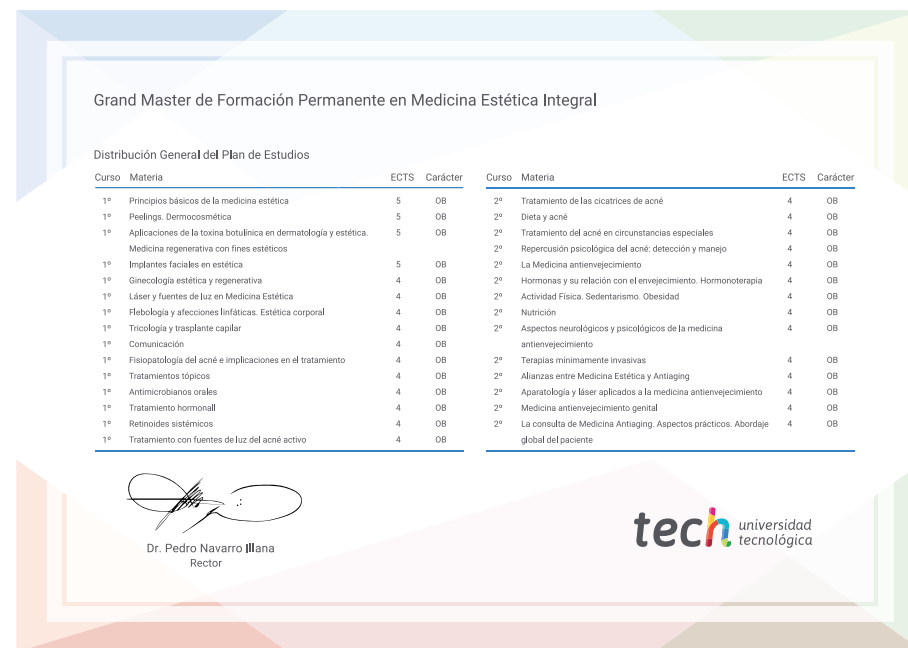 Grand Master de Formación Permanente en Medicina Estética Integral
Distribución General del Plan de Estudios
Curso Materia ECTS Carácter
1º Principios básicos de la medicina estética 5 OB
1º Peelings. Dermocosmética 5 OB
1º Aplicaciones de la toxina botulínica en dermatología y estética. 5 OB
Medicina regenerativa con fines estéticos
1º Implantes faciales en estética 5 OB
1º Ginecología estética y regenerativa 4 OB
1º Láser y fuentes de luz en Medicina Estética 4 OB
1º Flebología y afecciones linfáticas. Estética corporal 4 OB
1º Tricología y trasplante capilar 4 OB
1º Comunicación 4 OB
1º Fisiopatología del acné e implicaciones en el tratamiento 4 OB
1º Tratamientos tópicos 4 OB
1º Antimicrobianos orales 4 OB
1º Tratamiento hormonall 4 OB
1º Retinoides sistémicos 4 OB
1º Tratamiento con fuentes de luz del acné activo 4 OB
Curso Materia ECTS Carácter
2º Tratamiento de las cicatrices de acné 4 OB
2º Dieta y acné 4 OB
2º Tratamiento del acné en circunstancias especiales 4 OB
2º Repercusión psicológica del acné: detección y manejo 4 OB
2º La Medicina antienvejecimiento 4 OB
2º Hormonas y su relación con el envejecimiento. Hormonoterapia 4 OB
2º Actividad Física. Sedentarismo. Obesidad 4 OB
2º Nutrición 4 OB
2º Aspectos neurológicos y psicológicos de la medicina 4 OB
antienvejecimiento
2º Terapias mínimamente invasivas 4 OB
2º Alianzas entre Medicina Estética y Antiaging 4 OB
2º Aparatología y láser aplicados a la medicina antienvejecimiento 4 OB
2º Medicina antienvejecimiento genital 4 OB
2º La consulta de Medicina Antiaging. Aspectos prácticos. Abordaje 4 OB
global del paciente
Dr. Pedro Navarro Illana
Rector
tech universidad
tecnológica